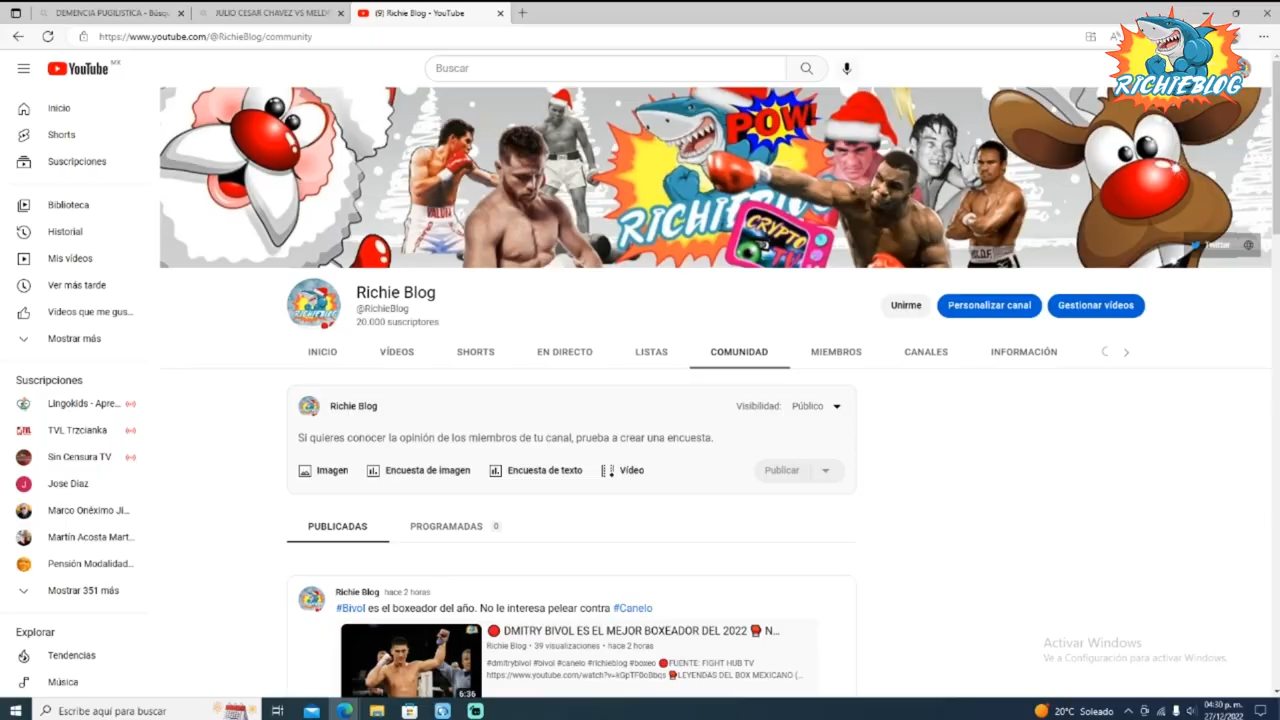 DEMENCIA PUGILISTICA - Búsq
JULIO CESAR CHAVEZ VS MELD
(9) Richie Blog - YouTube
https://www.youtube.com/@RichieBlog/community
RICHIEBLOG
YouTube MX
Buscar
Inicio
Shorts
Suscripciones
Biblioteca
Historial
Mis vídeos
Ver más tarde
Vídeos que me gus...
Mostrar más
Suscripciones
Lingokids - Apre...
TVL Trzcianka
Sin Censura TV
Jose Diaz
Marco Onéximo Ji...
Martín Acosta Mart...
Pensión Modalidad...
Mostrar 351 más
Explorar
Tendencias
Música
POW!
RICHIEBLOG
CRYPTO
Twitter
Richie Blog
@RichieBlog
20.000 suscriptores
Unirme
Personalizar canal
Gestionar vídeos
INICIO
VÍDEOS
SHORTS
EN DIRECTO
LISTAS
COMUNIDAD
MIEMBROS
CANALES
INFORMACIÓN
Richie Blog
Visibilidad: Público
Si quieres conocer la opinión de los miembros de tu canal, prueba a crear una encuesta.
Imagen
Encuesta de imagen
Encuesta de texto
Vídeo
Publicar
PUBLICADAS
PROGRAMADAS 0
Richie Blog hace 2 horas
#Bivol es el boxeador del año. No le interesa pelear contra #Canelo
DMITRY BIVOL ES EL MEJOR BOXEADOR DEL 2022 N...
Richie Blog • 39 visualizaciones • hace 2 horas
#dmitrybivol #bivol #canelo #richieblog #boxeo FUENTE: FIGHT HUB TV
LEYENDAS DEL BOX MEXICANO (...
6:36
Activar Windows
Ve a Configuración para activar Windows.
Escribe aquí para buscar
20°C Soleado
04:30 p. m.
27/12/2022